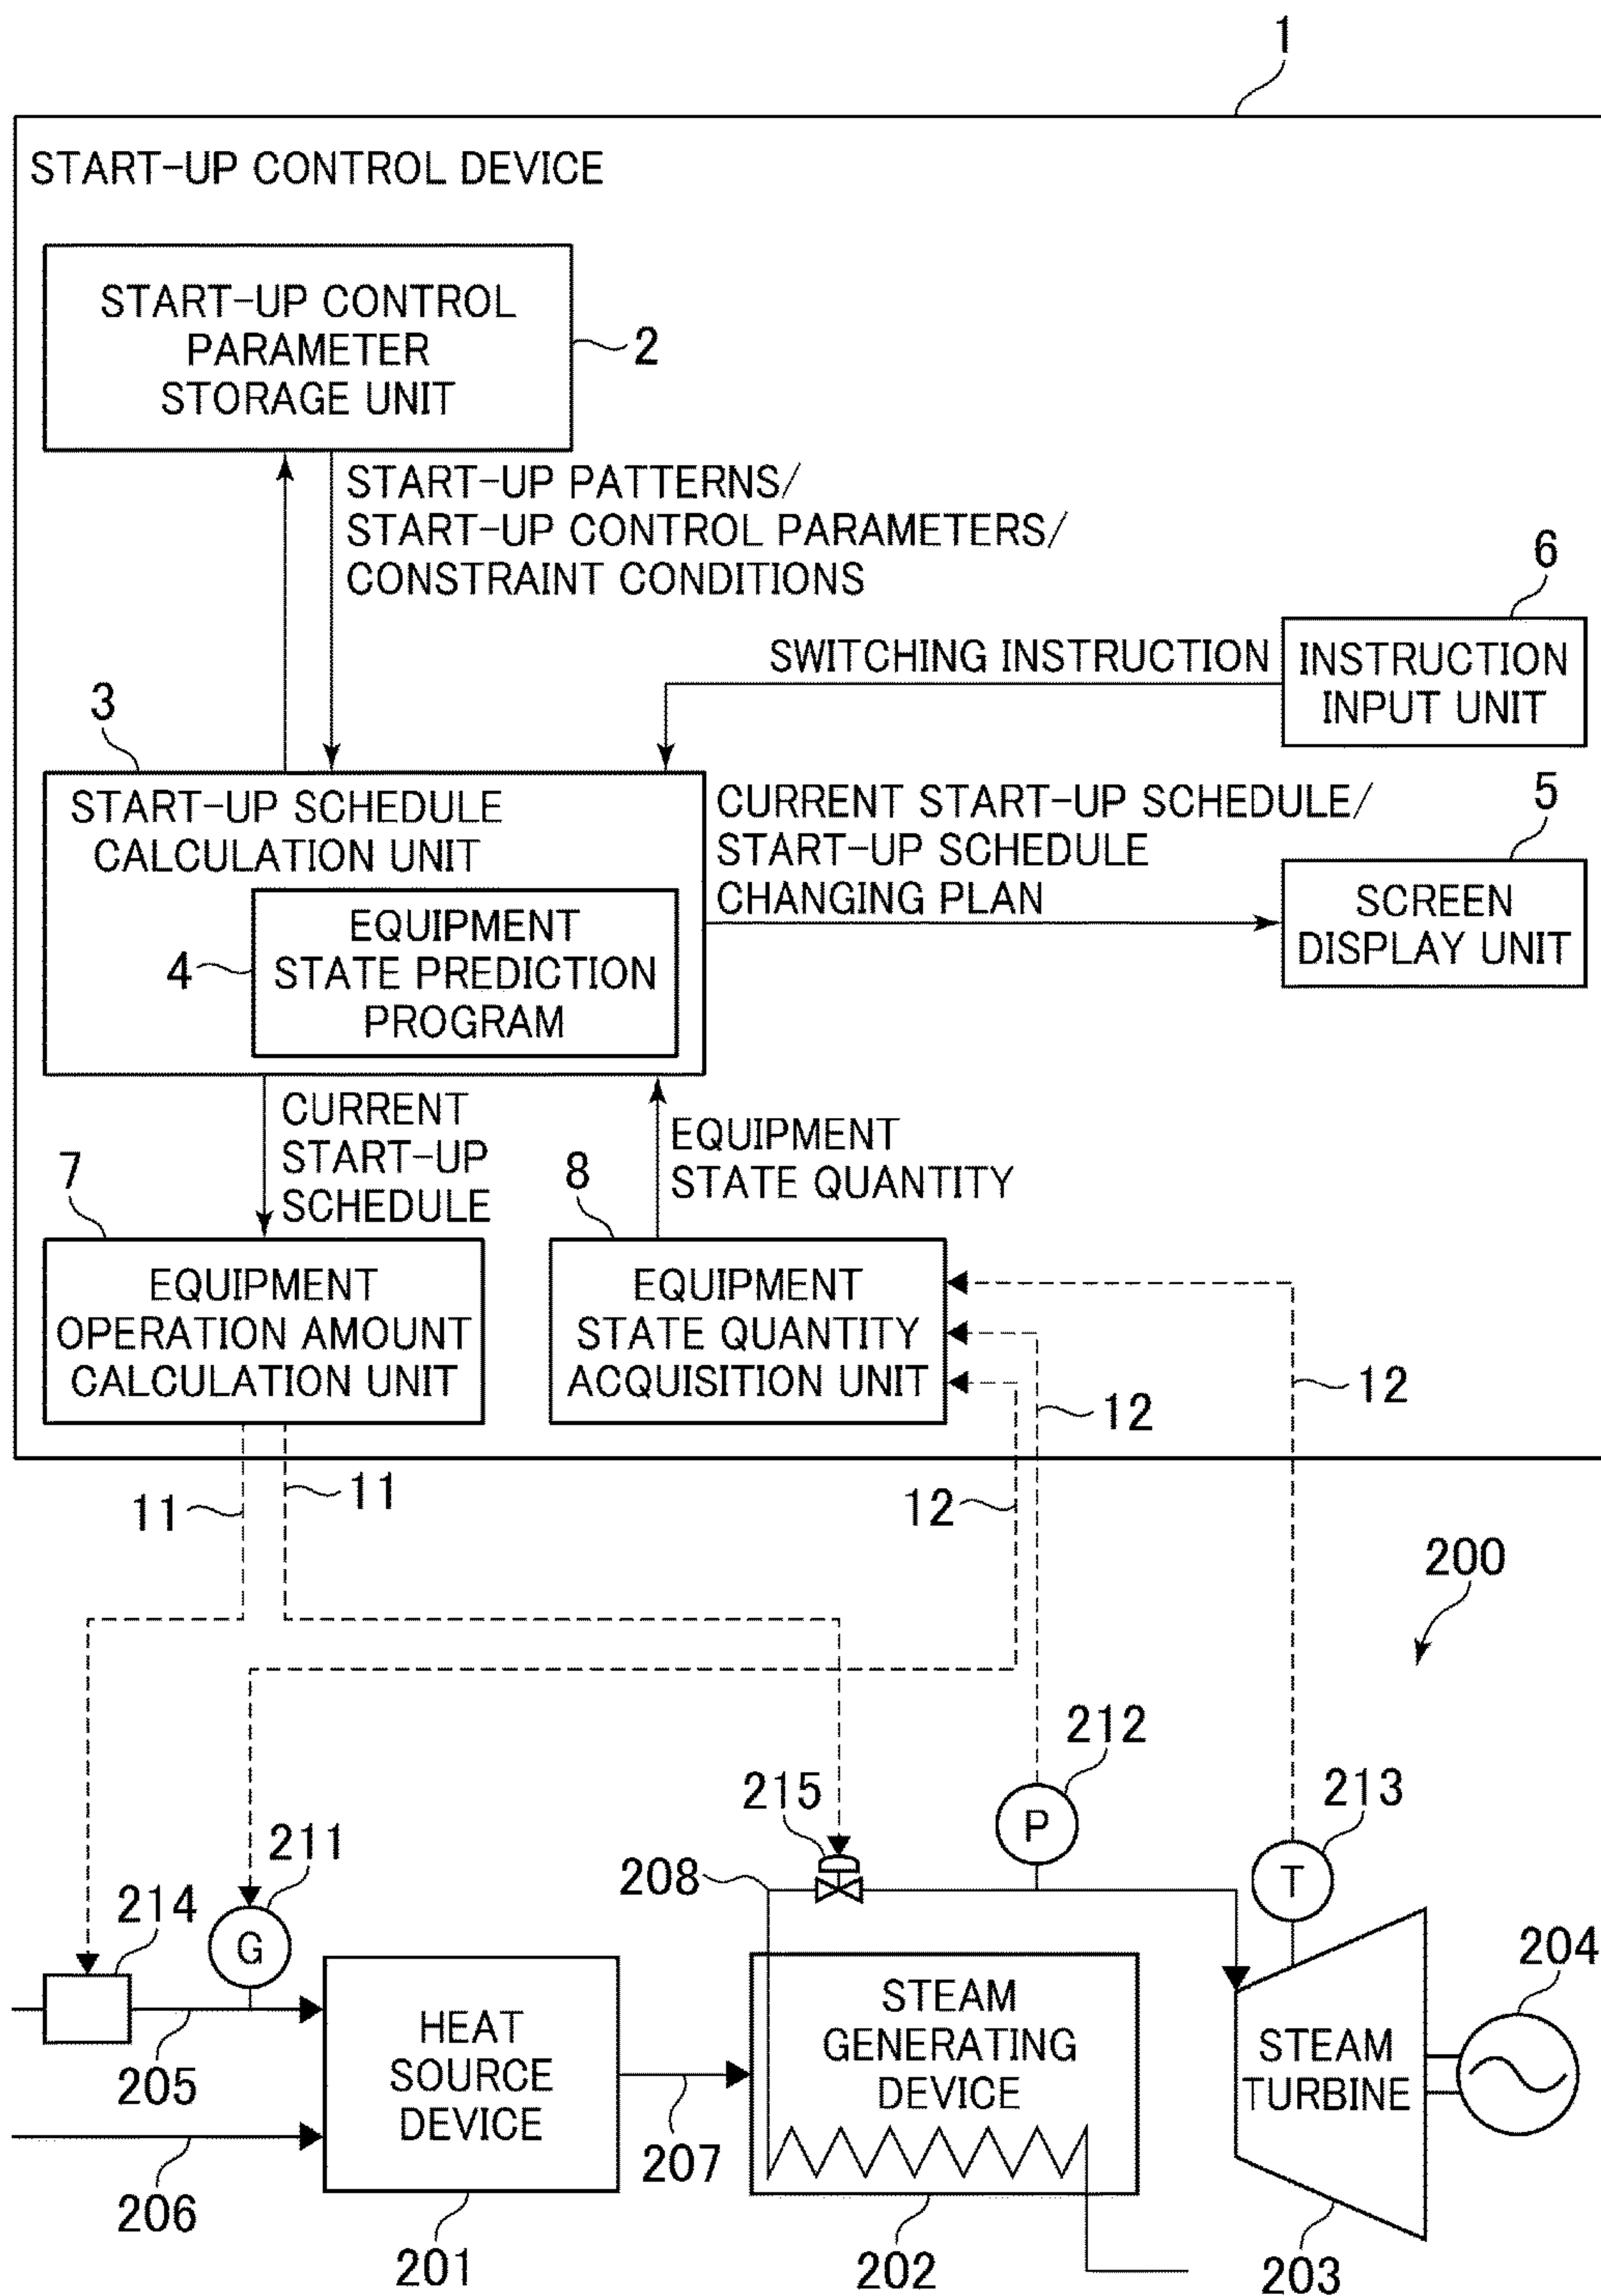 1
START-UP CONTROL DEVICE
START-UP CONTROL
PARAMETER
STORAGE UNIT
2
START-UP PATTERNS/
START-UP CONTROL PARAMETERS/
CONSTRAINT CONDITIONS
6
SWITCHING INSTRUCTION
INSTRUCTION
INPUT UNIT
3
START-UP SCHEDULE
CALCULATION UNIT
CURRENT START-UP SCHEDULE/
START-UP SCHEDULE
CHANGING PLAN
5
SCREEN
DISPLAY UNIT
4
EQUIPMENT
STATE PREDICTION
PROGRAM
CURRENT
START-UP
SCHEDULE
EQUIPMENT
STATE QUANTITY
7
8
EQUIPMENT
OPERATION AMOUNT
CALCULATION UNIT
EQUIPMENT
STATE QUANTITY
ACQUISITION UNIT
12
12
11
11
12
200
212
215
213
P
211
208
T
214
G
204
205
HEAT
SOURCE
DEVICE
STEAM
GENERATING
DEVICE
STEAM
TURBINE
206
207
201
202
203